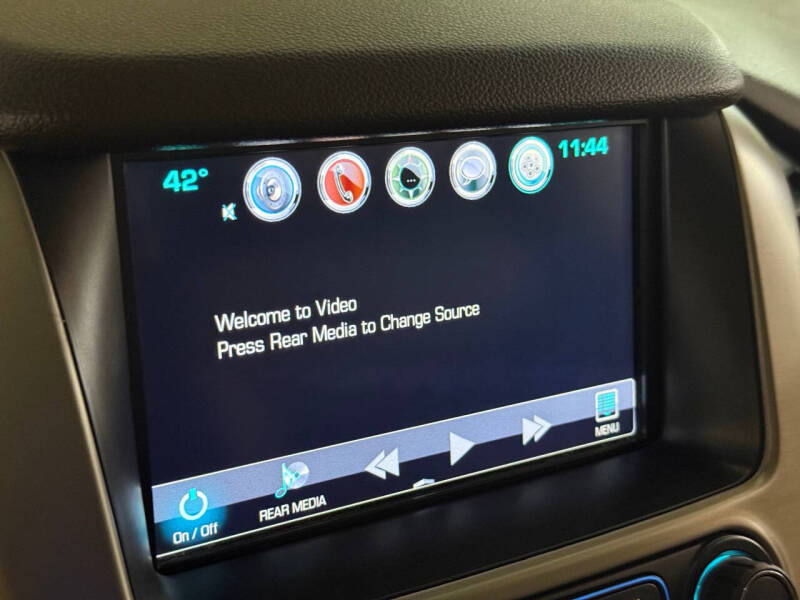 42°
11:44
Welcome to Video
Press Rear Media to Change Source
On / Off
REAR MEDIA
MENU